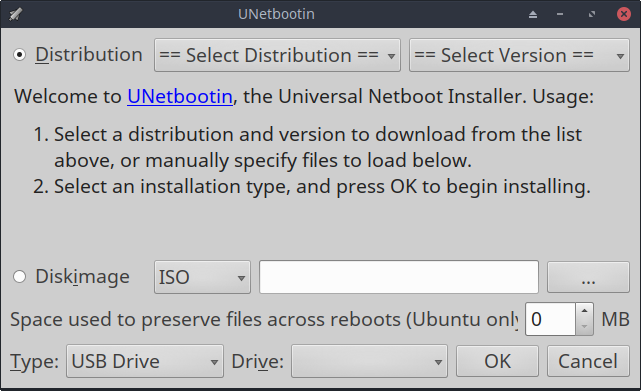 UNetbootin
Distribution == Select Distribution == == Select Version ==
Welcome to UNetbootin, the Universal Netboot Installer. Usage:
1. Select a distribution and version to download from the list
above, or manually specify files to load below.
2. Select an installation type, and press OK to begin installing.
Diskimage ISO ...
Space used to preserve files across reboots (Ubuntu only 0 MB
Type: USB Drive Drive: OK Cancel